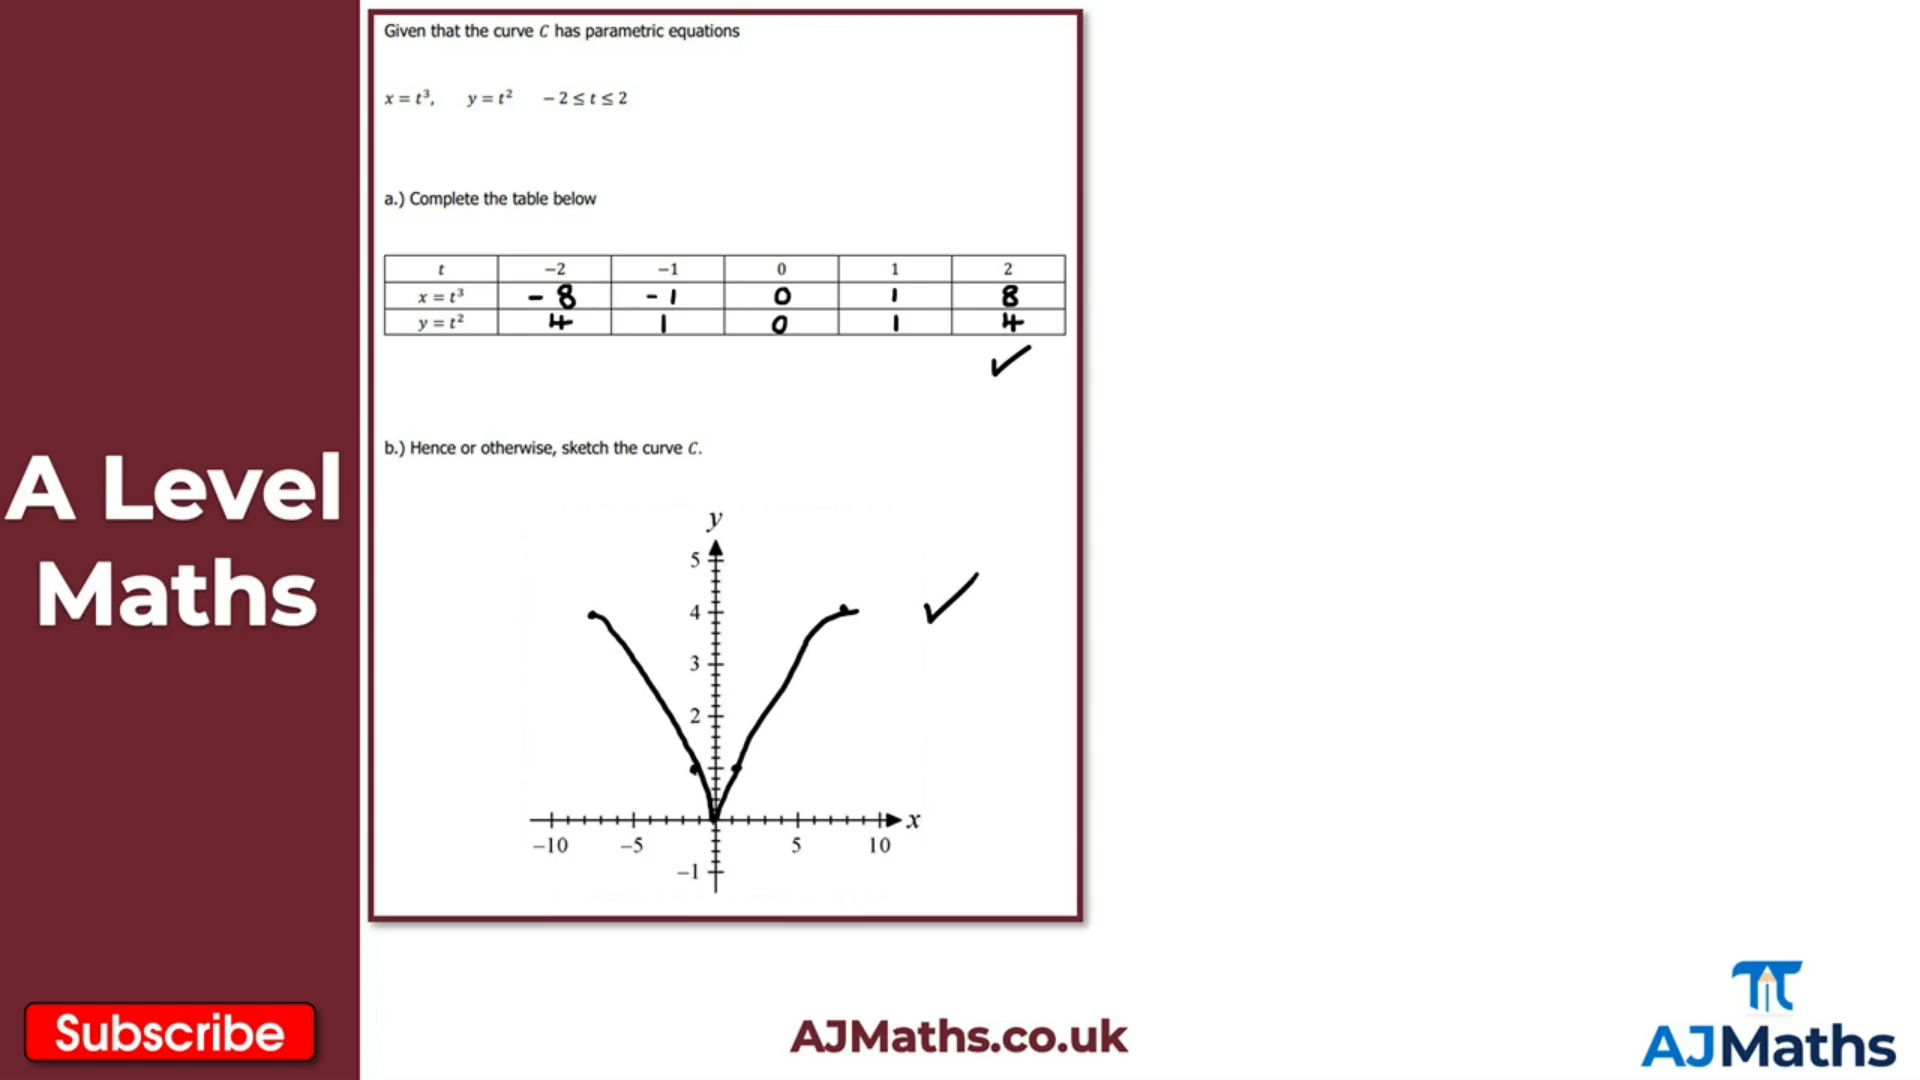 Given that the curve C has parametric equations
x = t³,    y = t²    − 2 ≤ t ≤ 2
a.) Complete the table below
t −2 −1 0 1 2
x = t³ -8 -1 0 1 8
y = t² 4 1 0 1 4
b.) Hence or otherwise, sketch the curve C.
y
5
4
3
2
x
−10 −5 5 10
−1
A Level
Maths
Subscribe
AJMaths.co.uk
AJMaths